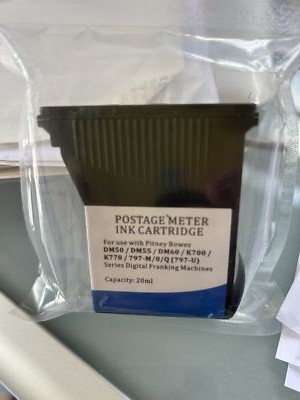 POSTAGE METER
INK CARTRIDGE
For use with Pitney Bowes
DM50 / DM55 / DM60 / K700 /
K770 / 797-M/0/Q (797-U)
Series Digital Franking Machines
Capacity: 20ml